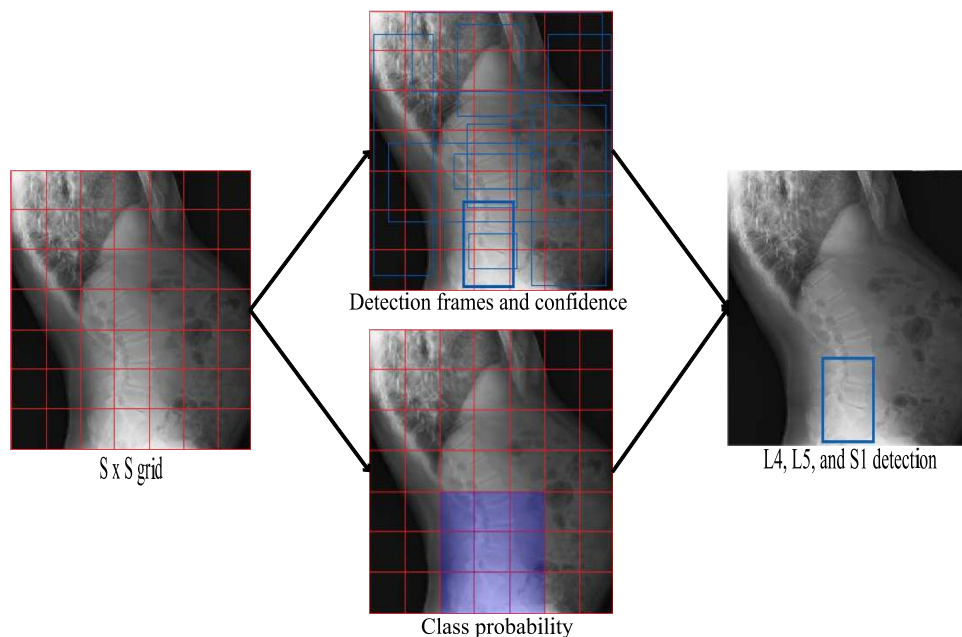 Detection frames and confidence
S x S grid
L4, L5, and S1 detection
Class probability